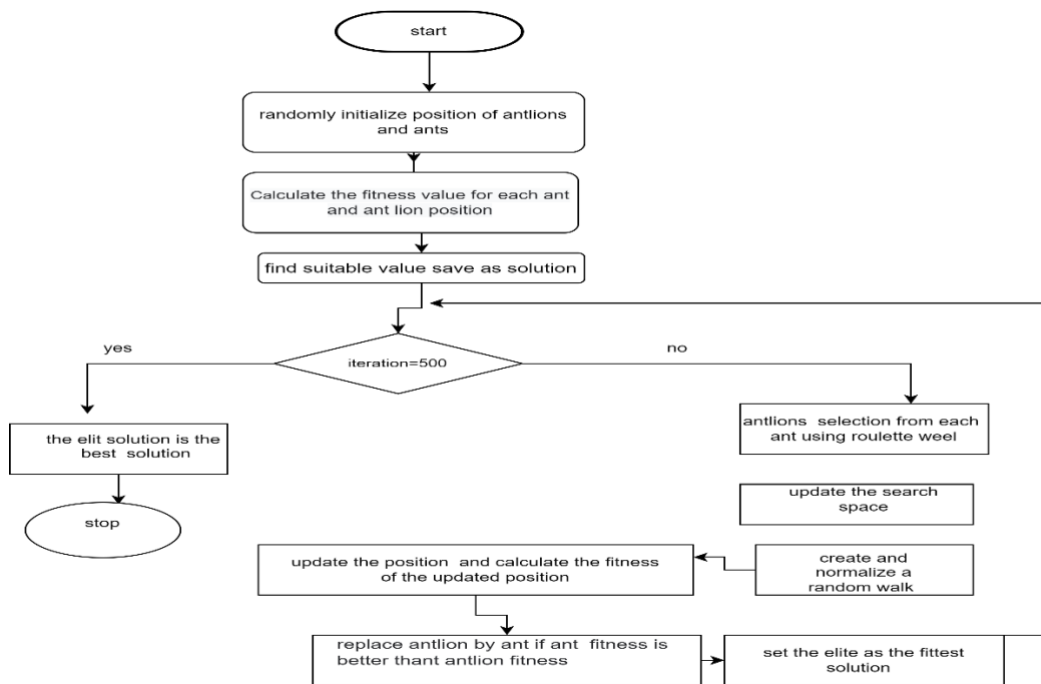 start
randomly initialize position of antlions
and ants
Calculate the fitness value for each ant
and ant lion position
find suitable value save as solution
yes
iteration=500
no
the elit solution is the
best solution
antlions selection from each
ant using roulette weel
stop
update the search
space
update the position and calculate the fitness
of the updated position
create and
normalize a
random walk
replace antlion by ant if ant fitness is
better thant antlion fitness
set the elite as the fittest
solution